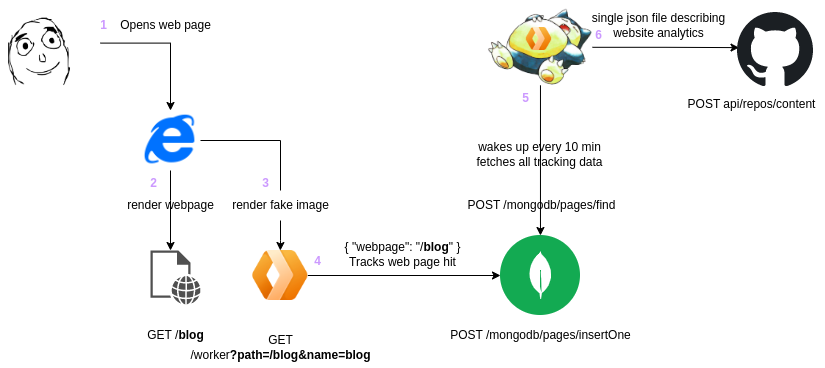 1 Opens web page
single json file describing
6 website analytics
POST api/repos/content
5
wakes up every 10 min
fetches all tracking data
2
3
render webpage
render fake image
POST /mongodb/pages/find
{ "webpage": "/blog" }
4 Tracks web page hit
GET /blog
GET
/worker?path=/blog&name=blog
POST /mongodb/pages/insertOne